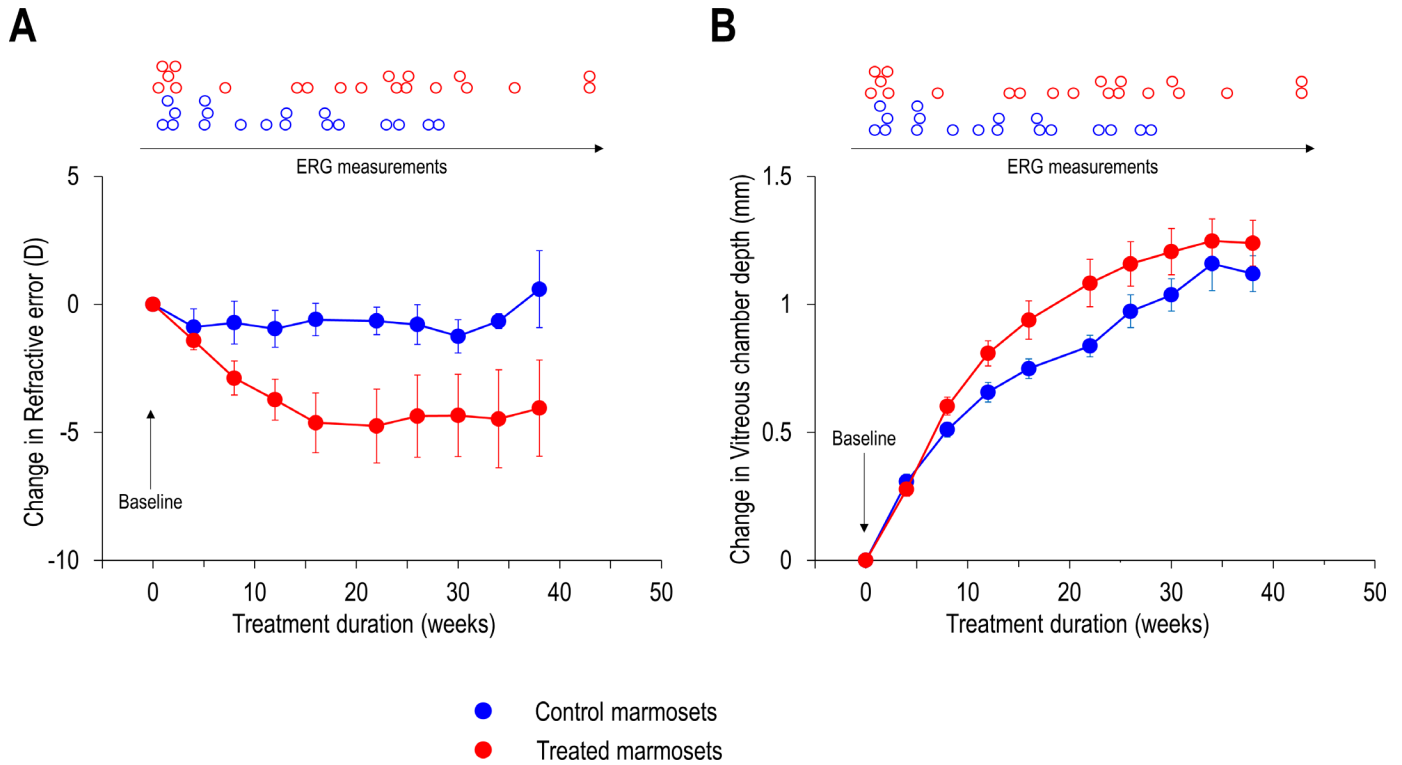 A
ERG measurements
5
0
-5
-10
Change in Refractive error (D)
Baseline
0 10 20 30 40 50
Treatment duration (weeks)
B
ERG measurements
1.5
1
0.5
0
Change in Vitreous chamber depth (mm)
Baseline
0 10 20 30 40 50
Treatment duration (weeks)
Control marmosets
Treated marmosets